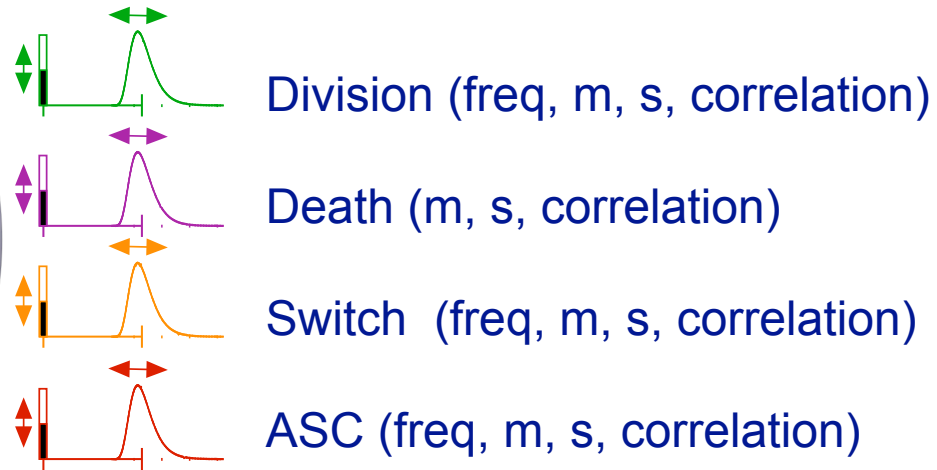 Division (freq, m, s, correlation)
Death (m, s, correlation)
Switch  (freq, m, s, correlation)
ASC (freq, m, s, correlation)